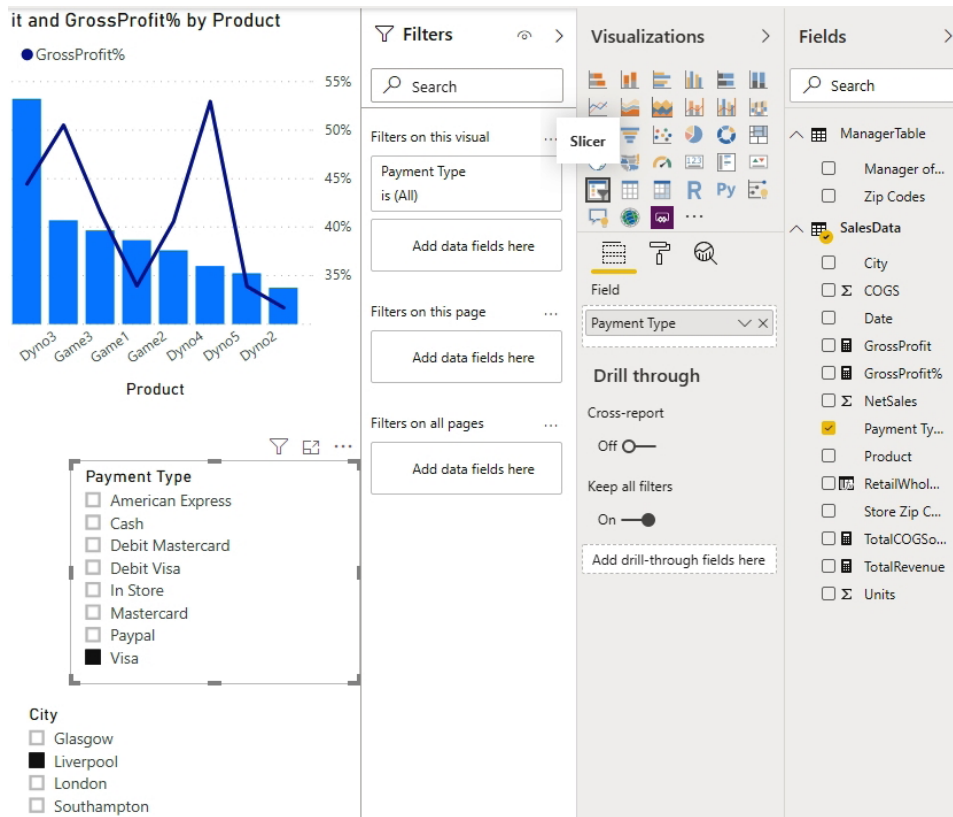 it and GrossProfit% by Product
GrossProfit%
55%
50%
45%
40%
35%
Dyno3
Game3
Game1
Game2
Dyno4
Dyno5
Dyno2
Product
Payment Type
American Express
Cash
Debit Mastercard
Debit Visa
In Store
Mastercard
Paypal
Visa
City
Glasgow
Liverpool
London
Southampton
Filters
Search
Filters on this visual ...
Payment Type
is (All)
Add data fields here
Filters on this page ...
Add data fields here
Filters on all pages ...
Add data fields here
Visualizations
Slicer
123
R Py
...
Field
Payment Type
Drill through
Cross-report
Off
Keep all filters
On
Add drill-through fields here
Fields
Search
ManagerTable
Manager of...
Zip Codes
SalesData
City
Σ COGS
Date
GrossProfit
GrossProfit%
Σ NetSales
Payment Ty...
Product
RetailWhol...
Store Zip C...
TotalCOGSo...
TotalRevenue
Σ Units